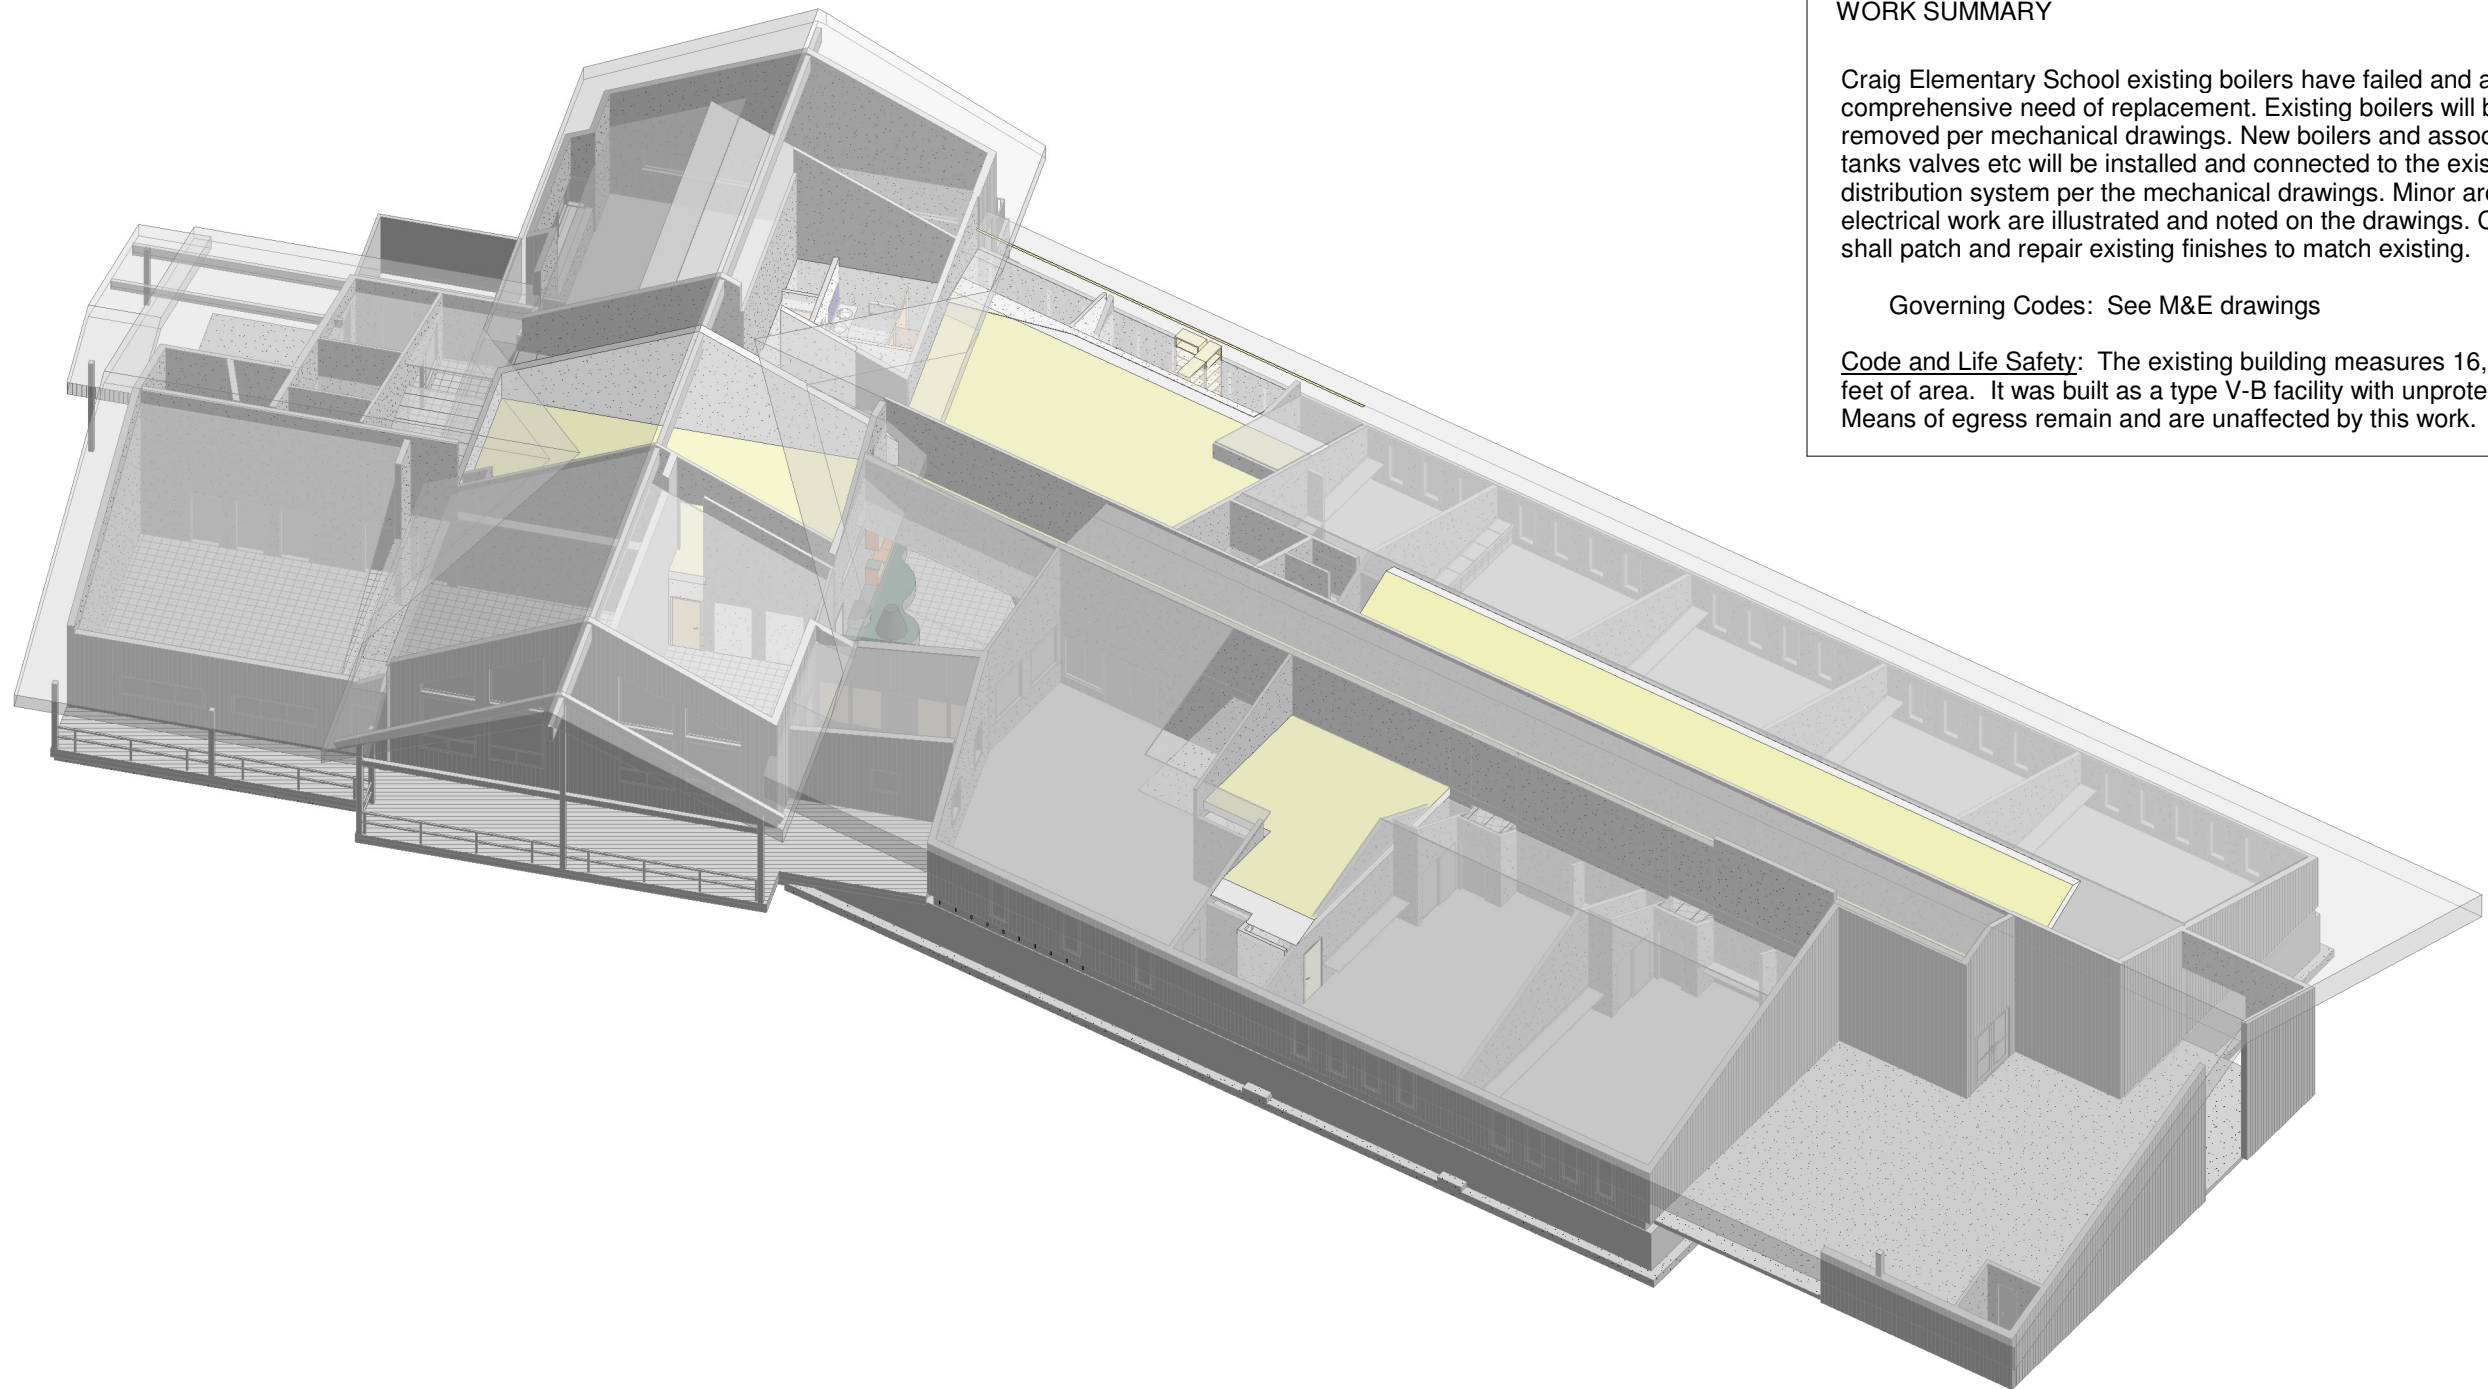 WORK SUMMARY
Craig Elementary School existing boilers have failed and
comprehensive need of replacement. Existing boilers will
removed per mechanical drawings. New boilers and
tanks valves etc will be installed and connected to the
distribution system per the mechanical drawings. Minor
electrical work are illustrated and noted on the drawings.
shall patch and repair existing finishes to match existing.
Governing Codes: See M&E drawings
Code and Life Safety: The existing building measures 16,
feet of area. It was built as a type V-B facility with
Means of egress remain and are unaffected by this work.